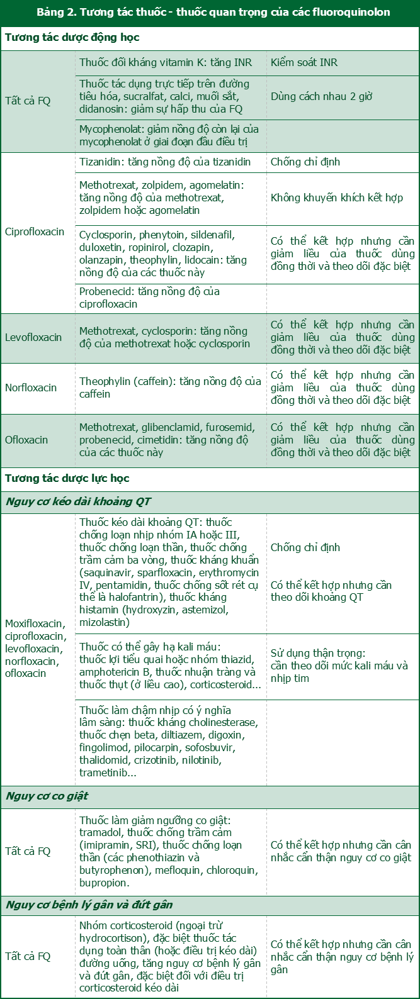 Bảng 2. Tương tác thuốc - thuốc quan trọng của các fluoroquinolon
Tương tác dược động học
Tất cả FQ
Thuốc đối kháng vitamin K: tăng INR
Kiểm soát INR
Thuốc tác dụng trực tiếp trên đường
tiêu hóa, sucralfat, calci, muối sắt,
didanosin: giảm sự hấp thu của FQ
Dùng cách nhau 2 giờ
Mycophenolat: giảm nồng độ còn lại của
mycophenolat ở giai đoạn đầu điều trị
Ciprofloxacin
Tizanidin: tăng nồng độ của tizanidin
Chống chỉ định
Methotrexat, zolpidem, agomelatin:
tăng nồng độ của methotrexat,
zolpidem hoặc agomelatin
Không khuyến khích kết hợp
Cyclosporin, phenytoin, sildenafil,
duloxetin, ropinirol, clozapin,
olanzapin, theophylin, lidocain: tăng
nồng độ của các thuốc này
Có thể kết hợp nhưng cần
giảm liều của thuốc dùng
đồng thời và theo dõi đặc biệt
Probenecid: tăng nồng độ của
ciprofloxacin
Levofloxacin
Methotrexat, cyclosporin: tăng nồng
độ của methotrexat hoặc cyclosporin
Có thể kết hợp nhưng cần
giảm liều của thuốc dùng
đồng thời và theo dõi đặc biệt
Norfloxacin
Theophylin (caffein): tăng nồng độ của
caffein
Có thể kết hợp nhưng cần
giảm liều của thuốc dùng
đồng thời và theo dõi đặc biệt
Ofloxacin
Methotrexat, glibenclamid, furosemid,
probenecid, cimetidin: tăng nồng độ
của các thuốc này
Có thể kết hợp nhưng cần
giảm liều của thuốc dùng
đồng thời và theo dõi đặc biệt
Tương tác dược lực học
Nguy cơ kéo dài khoảng QT
Moxifloxacin,
ciprofloxacin,
levofloxacin,
norfloxacin,
ofloxacin
Thuốc kéo dài khoảng QT: thuốc
chống loạn nhịp nhóm IA hoặc III,
thuốc chống loạn thần, thuốc chống
trầm cảm ba vòng, thuốc kháng khuẩn
(saquinavir, sparfloxacin, erythromycin
IV, pentamidin, thuốc chống sốt rét cụ
thể là halofantrin), thuốc kháng
histamin (hydroxyzin, astemizol,
mizolastin)
Chống chỉ định
Có thể kết hợp nhưng cần
theo dõi khoảng QT
Thuốc có thể gây hạ kali máu:
thuốc lợi tiểu quai hoặc nhóm thiazid,
amphotericin B, thuốc nhuận tràng và
thuốc thụt (ở liều cao), corticosteroid...
Sử dụng thận trọng:
cần theo dõi mức kali máu và
nhịp tim
Thuốc làm chậm nhịp có ý nghĩa
lâm sàng: thuốc kháng cholinesterase,
thuốc chẹn beta, diltiazem, digoxin,
fingolimod, pilocarpin, sofosbuvir,
thalidomid, crizotinib, nilotinib,
trametinib...
Nguy cơ co giật
Tất cả FQ
Thuốc làm giảm ngưỡng co giật:
tramadol, thuốc chống trầm cảm
(imipramin, SRI), thuốc chống loạn
thần (các phenothiazin và
butyrophenon), mefloquin, chloroquin,
bupropion.
Có thể kết hợp nhưng cần cân
nhắc cẩn thận nguy cơ co giật
Nguy cơ bệnh lý gân và đứt gân
Tất cả FQ
Nhóm corticosteroid (ngoại trừ
hydrocortison), đặc biệt thuốc tác
dụng toàn thân (hoặc điều trị kéo dài)
đường uống, tăng nguy cơ bệnh lý gân
và đứt gân, đặc biệt đối với điều trị
corticosteroid kéo dài
Có thể kết hợp nhưng cần cân
nhắc cẩn thận nguy cơ bệnh lý
gân